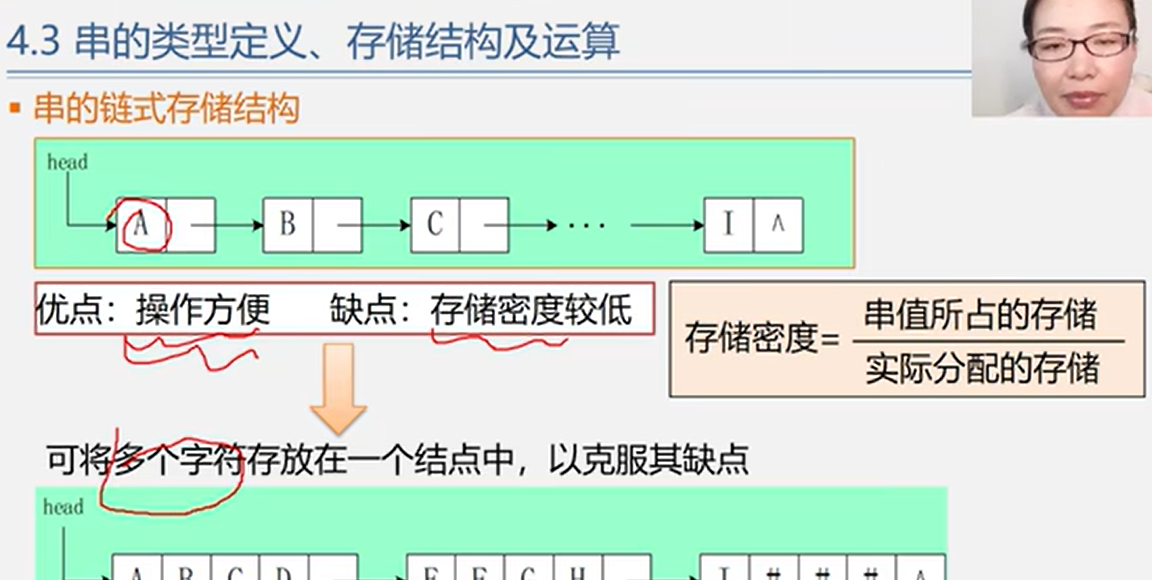 4.3 串的类型定义、存储结构及运算
串的链式存储结构
head
A B C ··· I ∧
优点：操作方便 缺点：存储密度较低
存储密度= 串值所占的存储
实际分配的存储
可将多个字符存放在一个结点中，以克服其缺点
head
A B C D E F G H I # # # ∧